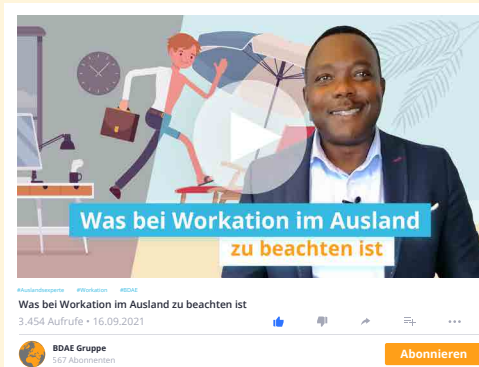 Was bei Workation im Ausland
zu beachten ist
#Auslandsexperte #Workation #BDAE
Was bei Workation im Ausland zu beachten ist
3.454 Aufrufe • 16.09.2021
BDAE Gruppe
567 Abonnenten
Abonnieren